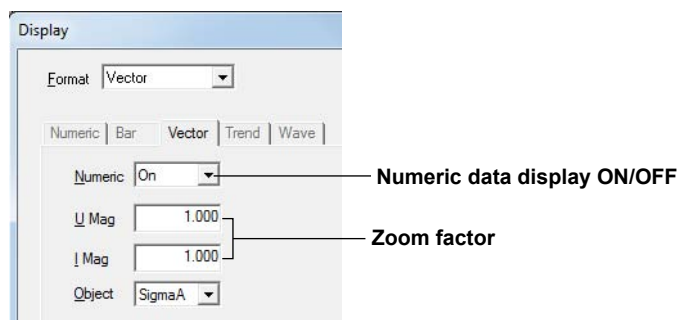 Display
Format Vector
Numeric Bar Vector Trend Wave
Numeric On Numeric data display ON/OFF
U Mag 1.000
Zoom factor
I Mag 1.000
Object SigmaA